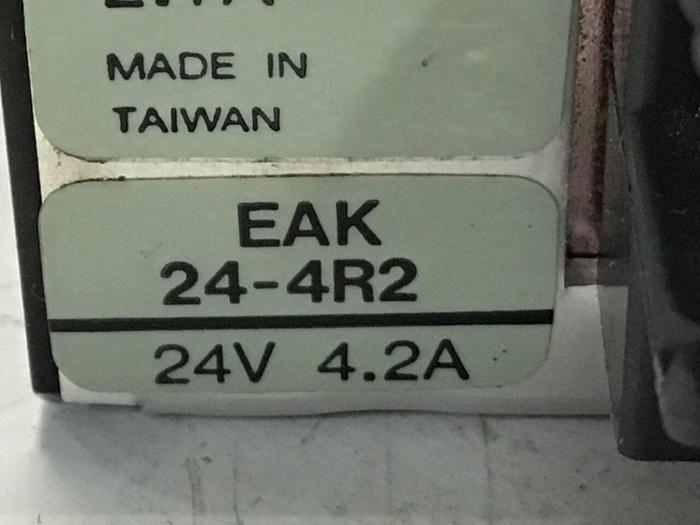 MADE IN
TAIWAN
EAK
24-4R2
24V 4.2A